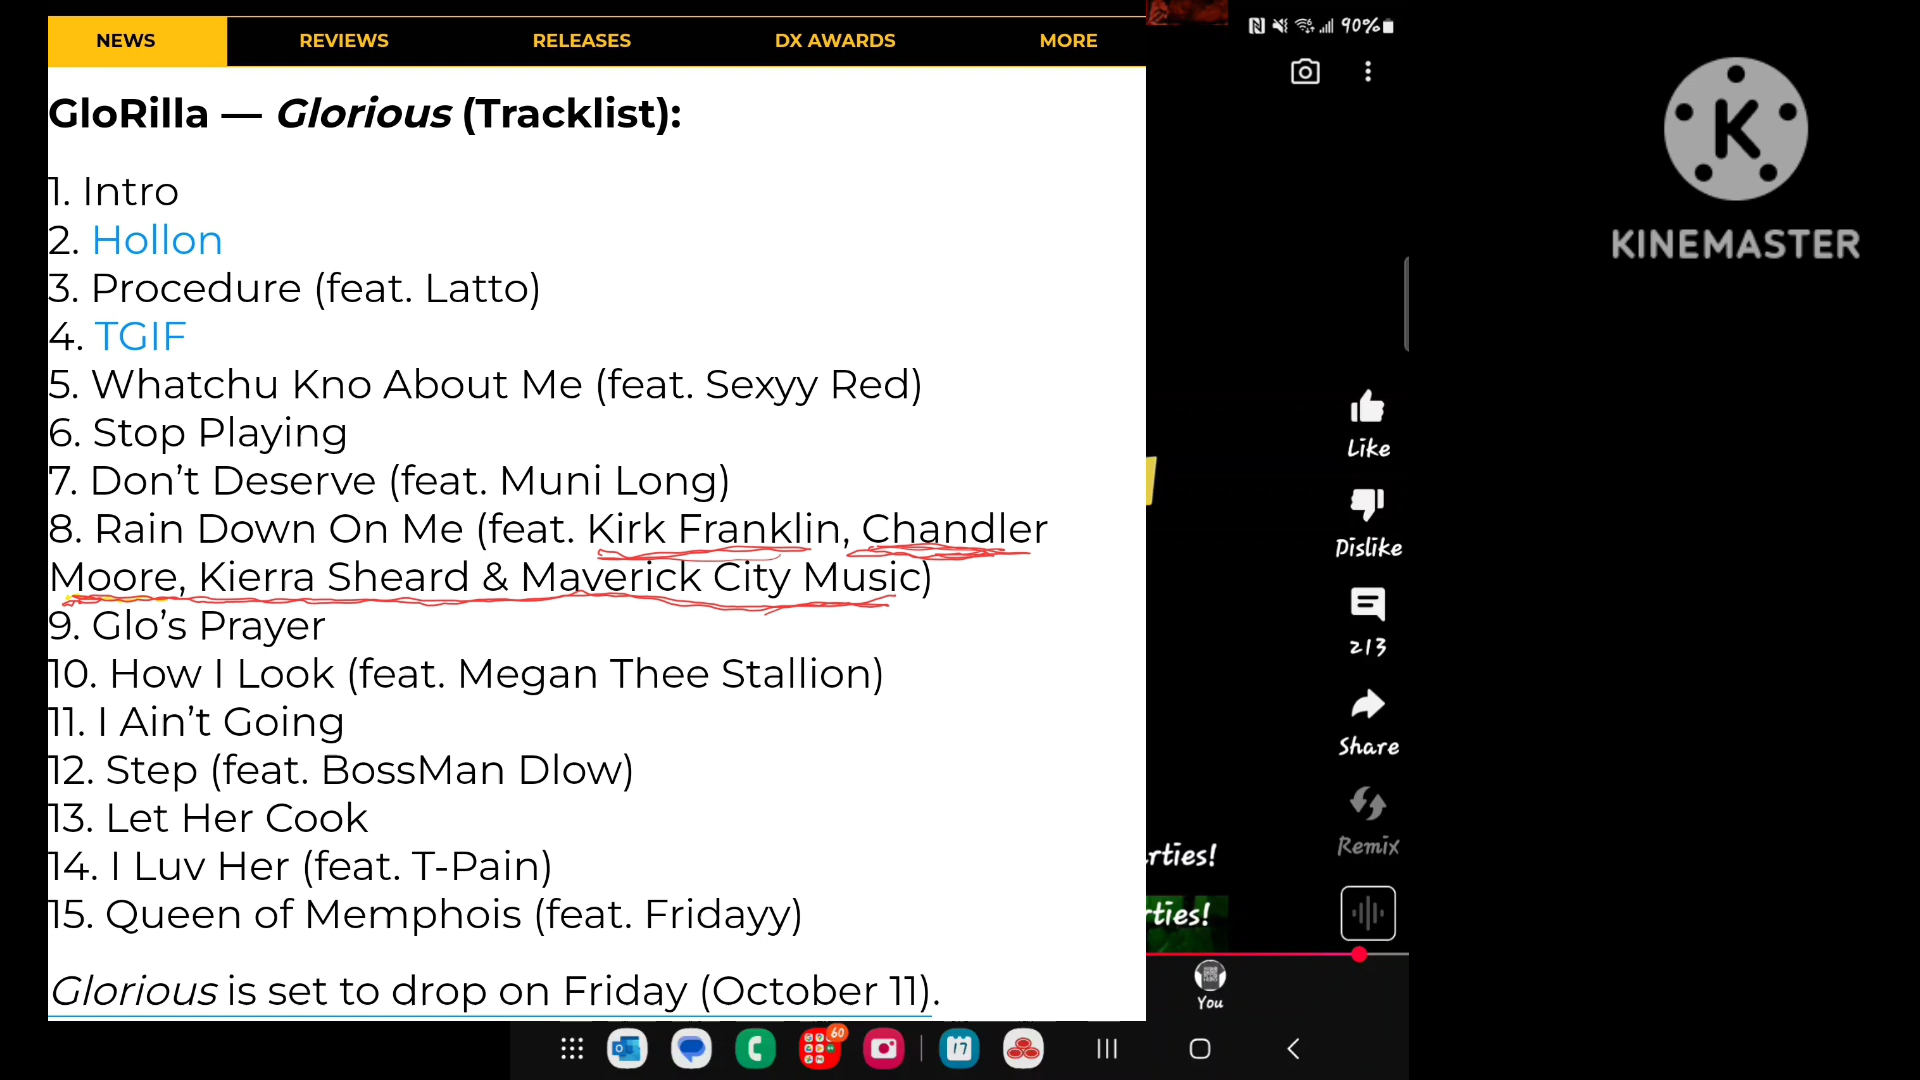 NEWS REVIEWS RELEASES DX AWARDS MORE
90%
GloRilla — Glorious (Tracklist):
1. Intro
2. Hollon
3. Procedure (feat. Latto)
4. TGIF
5. Whatchu Kno About Me (feat. Sexyy Red)
6. Stop Playing
7. Don’t Deserve (feat. Muni Long)
8. Rain Down On Me (feat. Kirk Franklin, Chandler
Moore, Kierra Sheard & Maverick City Music)
9. Glo’s Prayer
10. How I Look (feat. Megan Thee Stallion)
11. I Ain’t Going
12. Step (feat. BossMan Dlow)
13. Let Her Cook
14. I Luv Her (feat. T-Pain)
15. Queen of Memphois (feat. Fridayy)
Glorious is set to drop on Friday (October 11).
Like
Dislike
213
Share
Remix
rties!
rties!
You
60
17
K
KINEMASTER